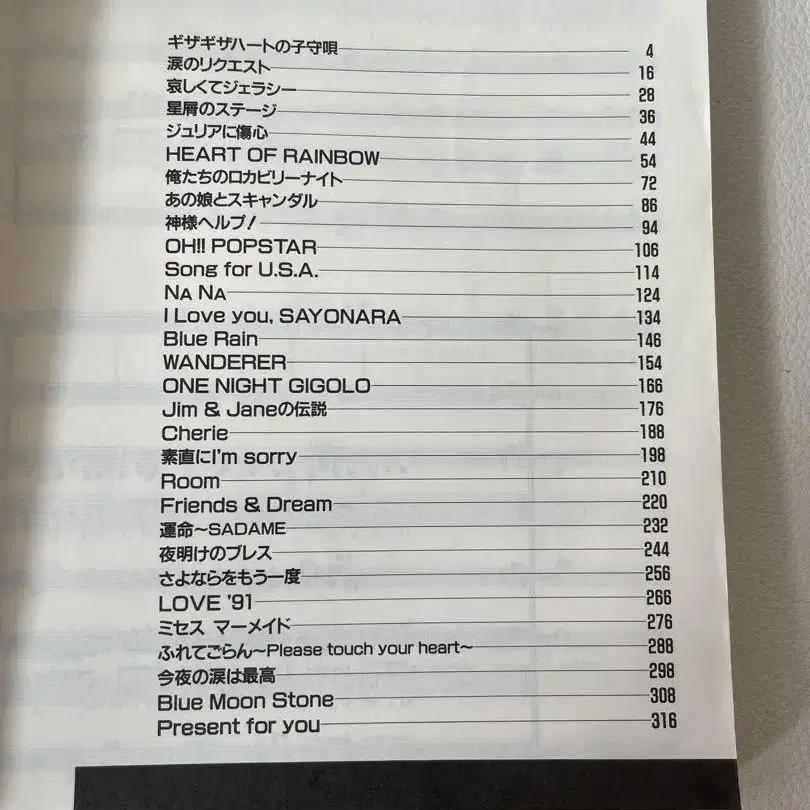 ギザギザハートの子守唄 4
涙のリクエスト 16
哀しくてジェラシー 28
星屑のステージ 36
ジュリアに傷心 44
HEART OF RAINBOW 54
俺たちのロカビリーナイト 72
あの娘とスキャンダル 86
神様ヘルプ! 94
OH!! POPSTAR 106
Song for U.S.A. 114
NA NA 124
I Love you, SAYONARA 134
Blue Rain 146
WANDERER 154
ONE NIGHT GIGOLO 166
Jim & Janeの伝説 176
Cherie 188
素直にI'm sorry 198
Room 210
Friends & Dream 220
運命~SADAME 232
夜明けのブレス 244
さよならをもう一度 256
LOVE '91 266
ミセス マーメイド 276
ふれてごらん~Please touch your heart~ 288
今夜の涙は最高 298
Blue Moon Stone 308
Present for you 316